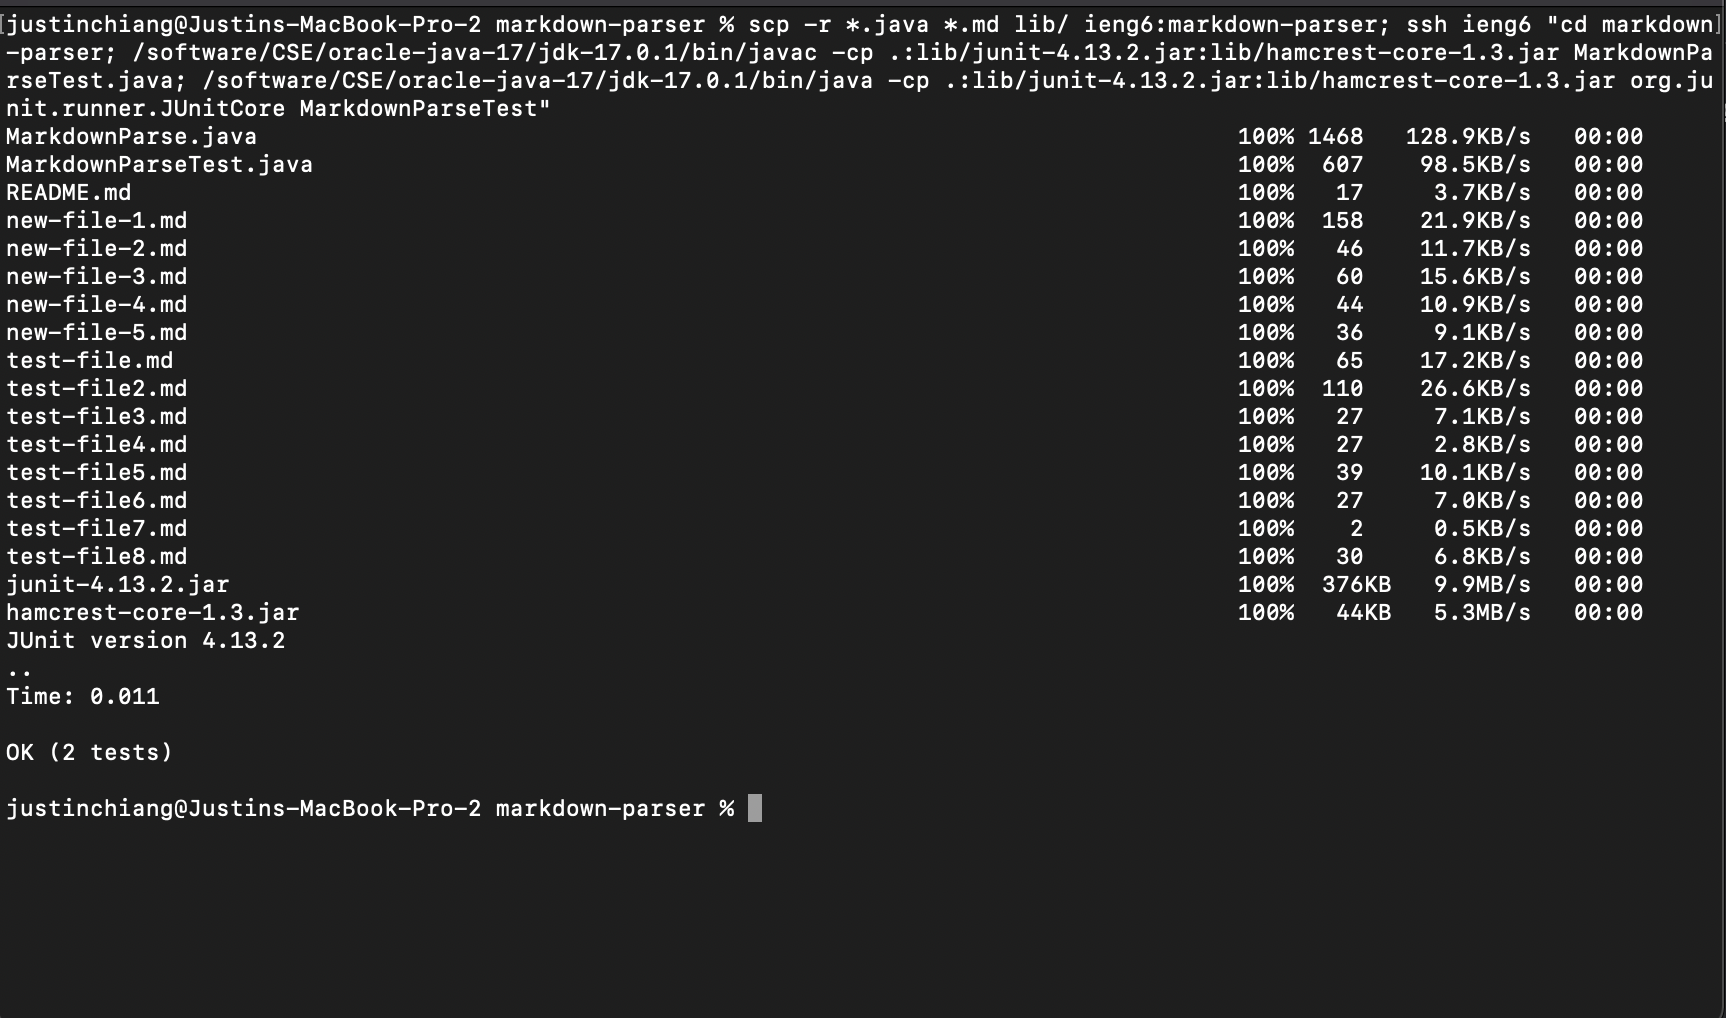 [justinchiang@Justins-MacBook-Pro-2 markdown-parser % scp -r *.java *.md lib/ ieng6:markdown-parser; ssh ieng6 "cd markdown]
-parser; /software/CSE/oracle-java-17/jdk-17.0.1/bin/javac -cp .:lib/junit-4.13.2.jar:lib/hamcrest-core-1.3.jar MarkdownPa
rseTest.java; /software/CSE/oracle-java-17/jdk-17.0.1/bin/java -cp .:lib/junit-4.13.2.jar:lib/hamcrest-core-1.3.jar org.ju
nit.runner.JUnitCore MarkdownParseTest"
MarkdownParse.java 100% 1468 128.9KB/s 00:00
MarkdownParseTest.java 100% 607 98.5KB/s 00:00
README.md 100% 17 3.7KB/s 00:00
new-file-1.md 100% 158 21.9KB/s 00:00
new-file-2.md 100% 46 11.7KB/s 00:00
new-file-3.md 100% 60 15.6KB/s 00:00
new-file-4.md 100% 44 10.9KB/s 00:00
new-file-5.md 100% 36 9.1KB/s 00:00
test-file.md 100% 65 17.2KB/s 00:00
test-file2.md 100% 110 26.6KB/s 00:00
test-file3.md 100% 27 7.1KB/s 00:00
test-file4.md 100% 27 2.8KB/s 00:00
test-file5.md 100% 39 10.1KB/s 00:00
test-file6.md 100% 27 7.0KB/s 00:00
test-file7.md 100% 2 0.5KB/s 00:00
test-file8.md 100% 30 6.8KB/s 00:00
junit-4.13.2.jar 100% 376KB 9.9MB/s 00:00
hamcrest-core-1.3.jar 100% 44KB 5.3MB/s 00:00
JUnit version 4.13.2
..
Time: 0.011
OK (2 tests)
justinchiang@Justins-MacBook-Pro-2 markdown-parser %